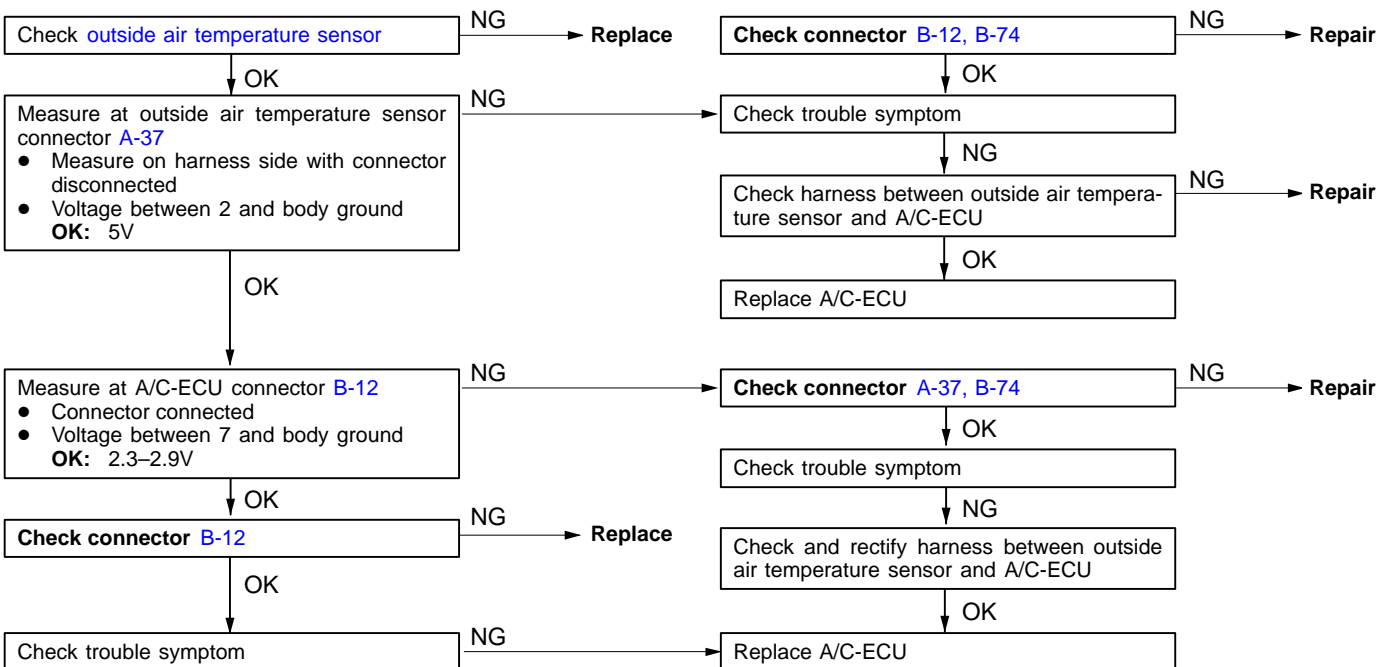 Check outside air temperature sensor
NG
Replace
OK
Measure at outside air temperature sensor
connector A-37
● Measure on harness side with connector
disconnected
● Voltage between 2 and body ground
OK: 5V
NG
OK
Measure at A/C-ECU connector B-12
● Connector connected
● Voltage between 7 and body ground
OK: 2.3–2.9V
NG
OK
Check connector B-12
NG
Replace
OK
Check trouble symptom
NG
Check connector B-12, B-74
NG
Repair
OK
Check trouble symptom
NG
Check harness between outside air tempera-
ture sensor and A/C-ECU
NG
Repair
OK
Replace A/C-ECU
Check connector A-37, B-74
NG
Repair
OK
Check trouble symptom
NG
Check and rectify harness between outside
air temperature sensor and A/C-ECU
OK
Replace A/C-ECU